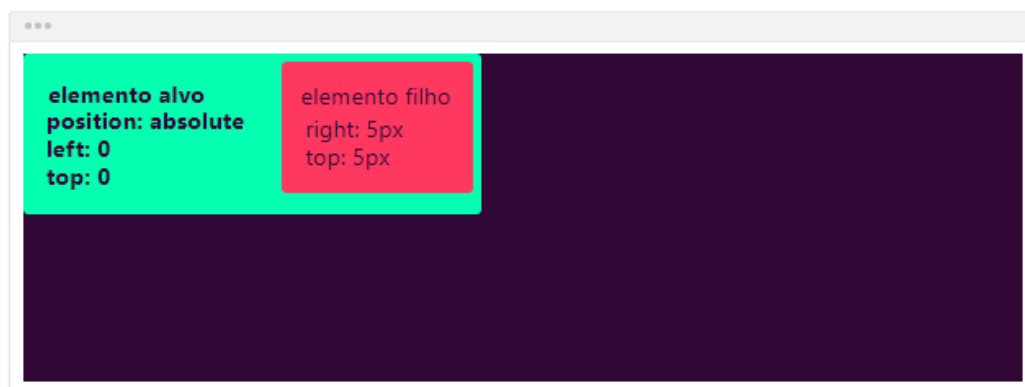 elemento alvo
position: absolute
left: 0
top: 0
elemento filho
right: 5px
top: 5px